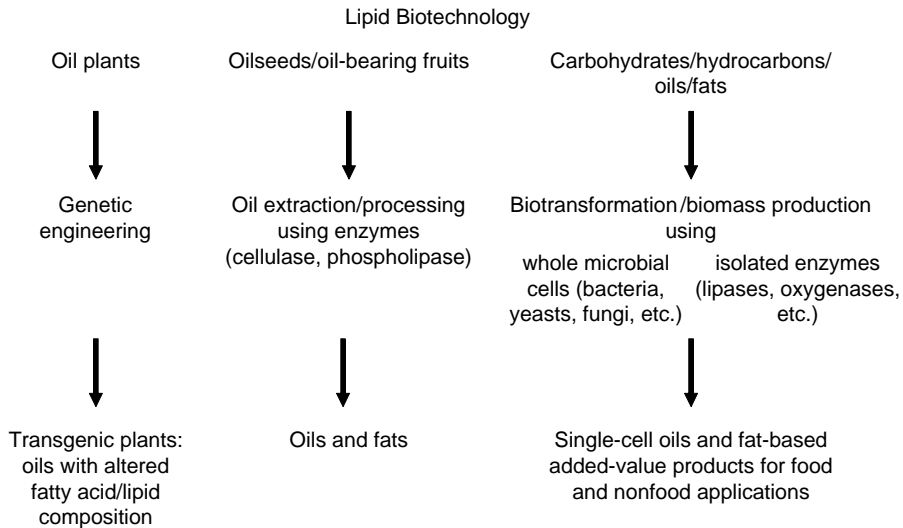 Lipid Biotechnology
Oil plants
Oilseeds/oil-bearing fruits
Carbohydrates/hydrocarbons/
oils/fats
Genetic
engineering
Oil extraction/processing
using enzymes
(cellulase, phospholipase)
Biotransformation/biomass production
using
whole microbial
cells (bacteria,
yeasts, fungi, etc.)
isolated enzymes
(lipases, oxygenases,
etc.)
Transgenic plants:
oils with altered
fatty acid/lipid
composition
Oils and fats
Single-cell oils and fat-based
added-value products for food
and nonfood applications